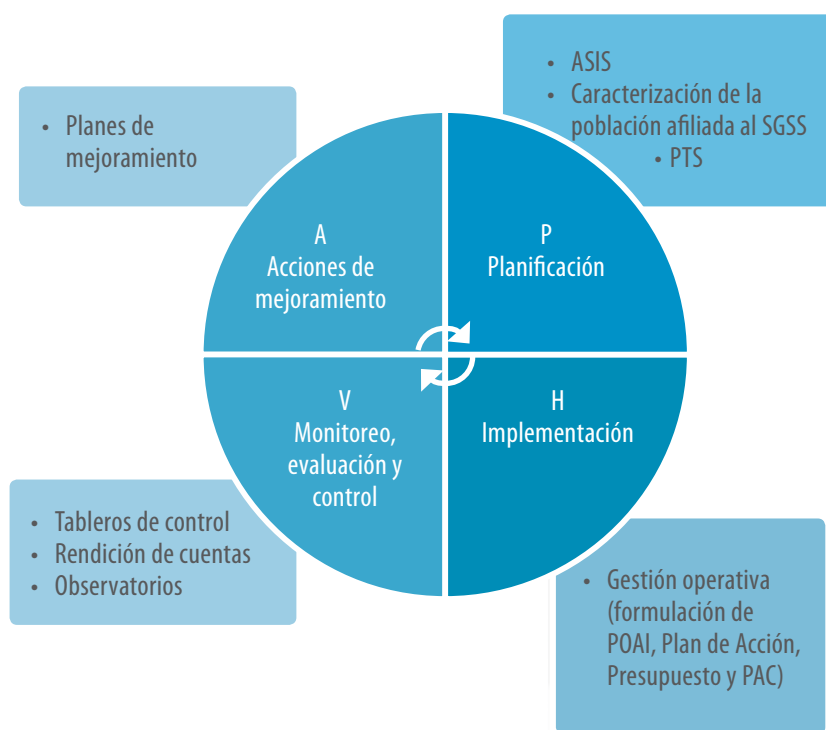 • ASIS
• Caracterización de la
población afiliada al SGSS
• PTS
• Planes de
mejoramiento
A
Acciones de
mejoramiento
P
Planificación
V
Monitoreo,
evaluación y
control
H
Implementación
• Tableros de control
• Rendición de cuentas
• Observatorios
• Gestión operativa
(formulación de
POAI, Plan de Acción,
Presupuesto y PAC)